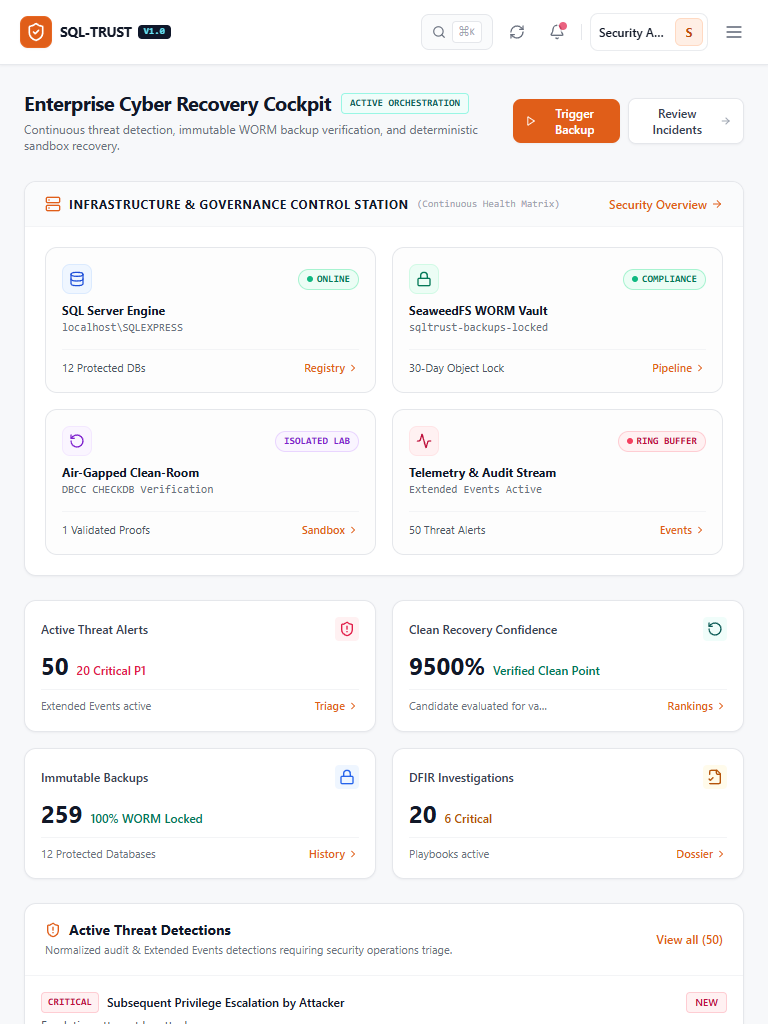 SQL-TRUST V1.0
⌘K
Security A... S
Enterprise Cyber Recovery Cockpit ACTIVE ORCHESTRATION
Continuous threat detection, immutable WORM backup verification, and deterministic
sandbox recovery.
Trigger
Backup
Review
Incidents
INFRASTRUCTURE & GOVERNANCE CONTROL STATION (Continuous Health Matrix) Security Overview
ONLINE
SQL Server Engine
localhost\SQLEXPRESS
12 Protected DBs Registry
COMPLIANCE
SeaweedFS WORM Vault
sqltrust-backups-locked
30-Day Object Lock Pipeline
ISOLATED LAB
Air-Gapped Clean-Room
DBCC CHECKDB Verification
1 Validated Proofs Sandbox
RING BUFFER
Telemetry & Audit Stream
Extended Events Active
50 Threat Alerts Events
Active Threat Alerts
50 20 Critical P1
Extended Events active Triage
Clean Recovery Confidence
9500% Verified Clean Point
Candidate evaluated for va... Rankings
Immutable Backups
259 100% WORM Locked
12 Protected Databases History
DFIR Investigations
20 6 Critical
Playbooks active Dossier
Active Threat Detections
Normalized audit & Extended Events detections requiring security operations triage.
View all (50)
CRITICAL Subsequent Privilege Escalation by Attacker NEW